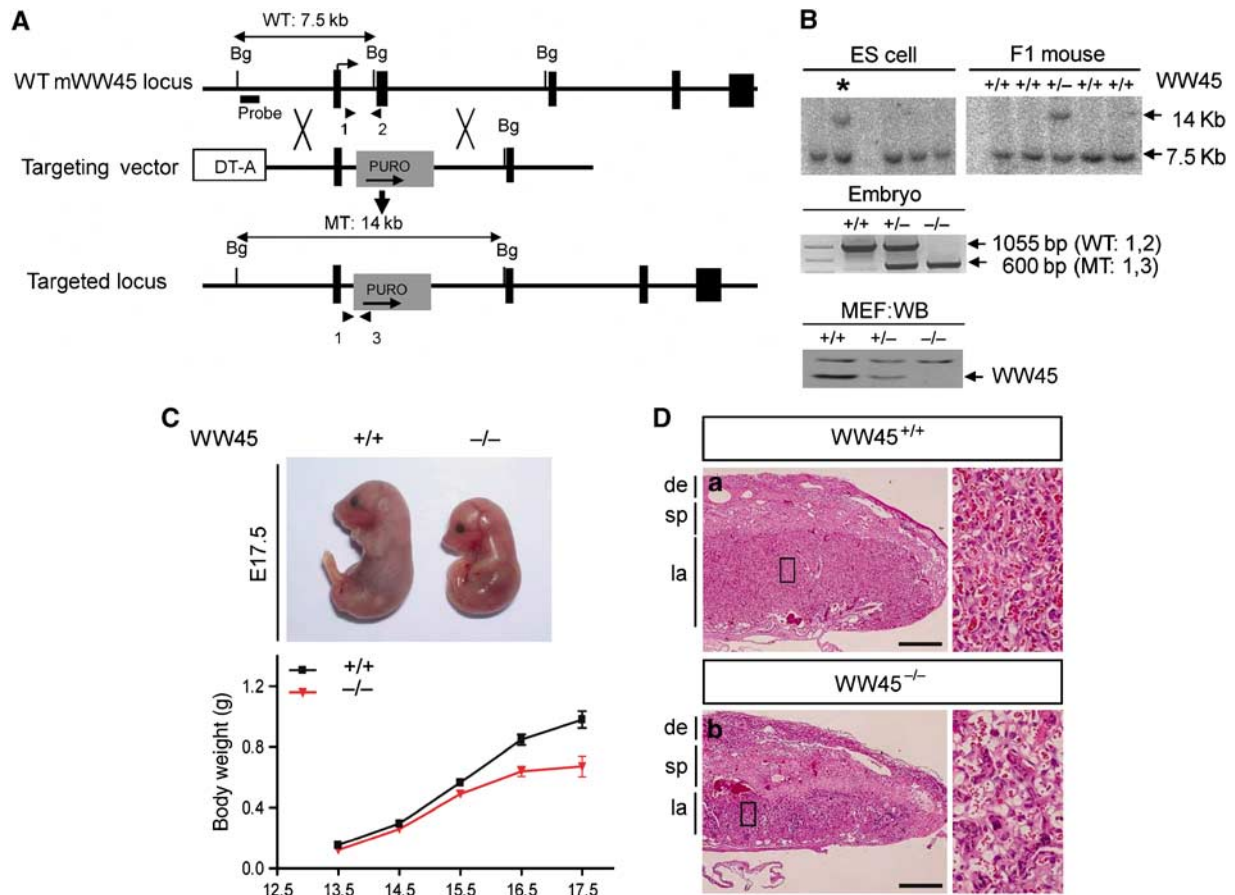 A
WT: 7.5 kb
Bg Bg Bg
WT mWW45 locus
Probe
1 2
Bg
Targeting vector
DT-A PURO
MT: 14 kb
Bg Bg
Targeted locus
PURO
1 3
B
ES cell F1 mouse
* +/+ +/+ +/– +/+ +/+ WW45
14 Kb
7.5 Kb
Embryo
+/+ +/– –/–
1055 bp (WT: 1,2)
600 bp (MT: 1,3)
MEF:WB
+/+ +/– –/–
WW45
C
WW45 +/+ –/–
E17.5
+/+
–/–
Body weight (g)
1.2
0.8
0.4
0.0
12.5 13.5 14.5 15.5 16.5 17.5
D
WW45+/+
a
de
sp
la
WW45–/–
b
de
sp
la